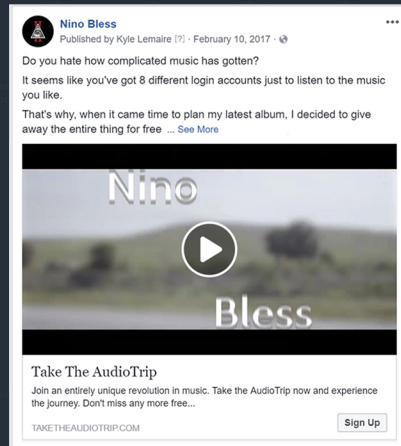 Nino Bless
Published by Kyle Lemaire [?] · February 10, 2017 ·
Do you hate how complicated music has gotten?
It seems like you've got 8 different login accounts just to listen to the music
you like.
That's why, when it came time to plan my latest album, I decided to give
away the entire thing for free ... See More
Nino
Bless
Take The AudioTrip
Join an entirely unique revolution in music. Take the AudioTrip now and experience
the journey. Don't miss any more free...
TAKETHEAUDIOTRIP.COM
Sign Up